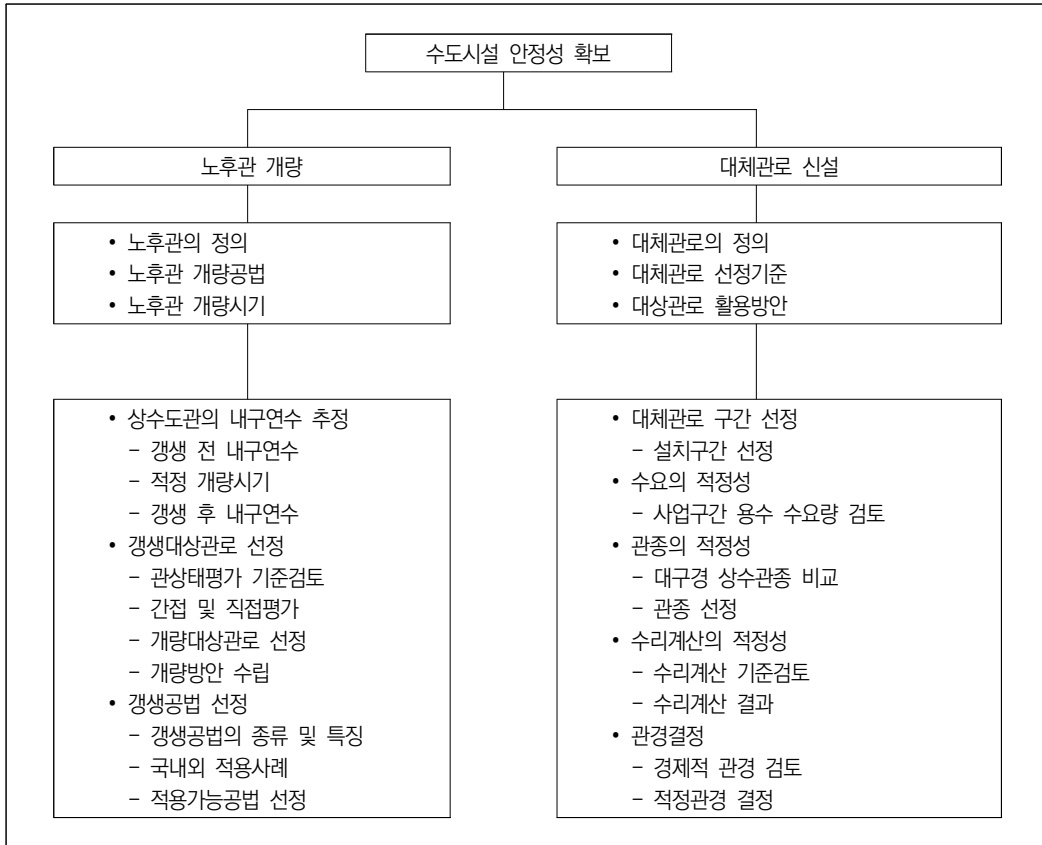 수도시설 안정성 확보
노후관 개량
• 노후관의 정의
• 노후관 개량공법
• 노후관 개량시기
• 상수도관의 내구연수 추정
– 갱생 전 내구연수
– 적정 개량시기
– 갱생 후 내구연수
• 갱생대상관로 선정
– 관상태평가 기준검토
– 간접 및 직접평가
– 개량대상관로 선정
– 개량방안 수립
• 갱생공법 선정
– 갱생공법의 종류 및 특징
– 국내외 적용사례
– 적용가능공법 선정
대체관로 신설
• 대체관로의 정의
• 대체관로 선정기준
• 대상관로 활용방안
• 대체관로 구간 선정
– 설치구간 선정
• 수요의 적정성
– 사업구간 용수 수요량 검토
• 관종의 적정성
– 대구경 상수관종 비교
– 관종 선정
• 수리계산의 적정성
– 수리계산 기준검토
– 수리계산 결과
• 관경결정
– 경제적 관경 검토
– 적정관경 결정